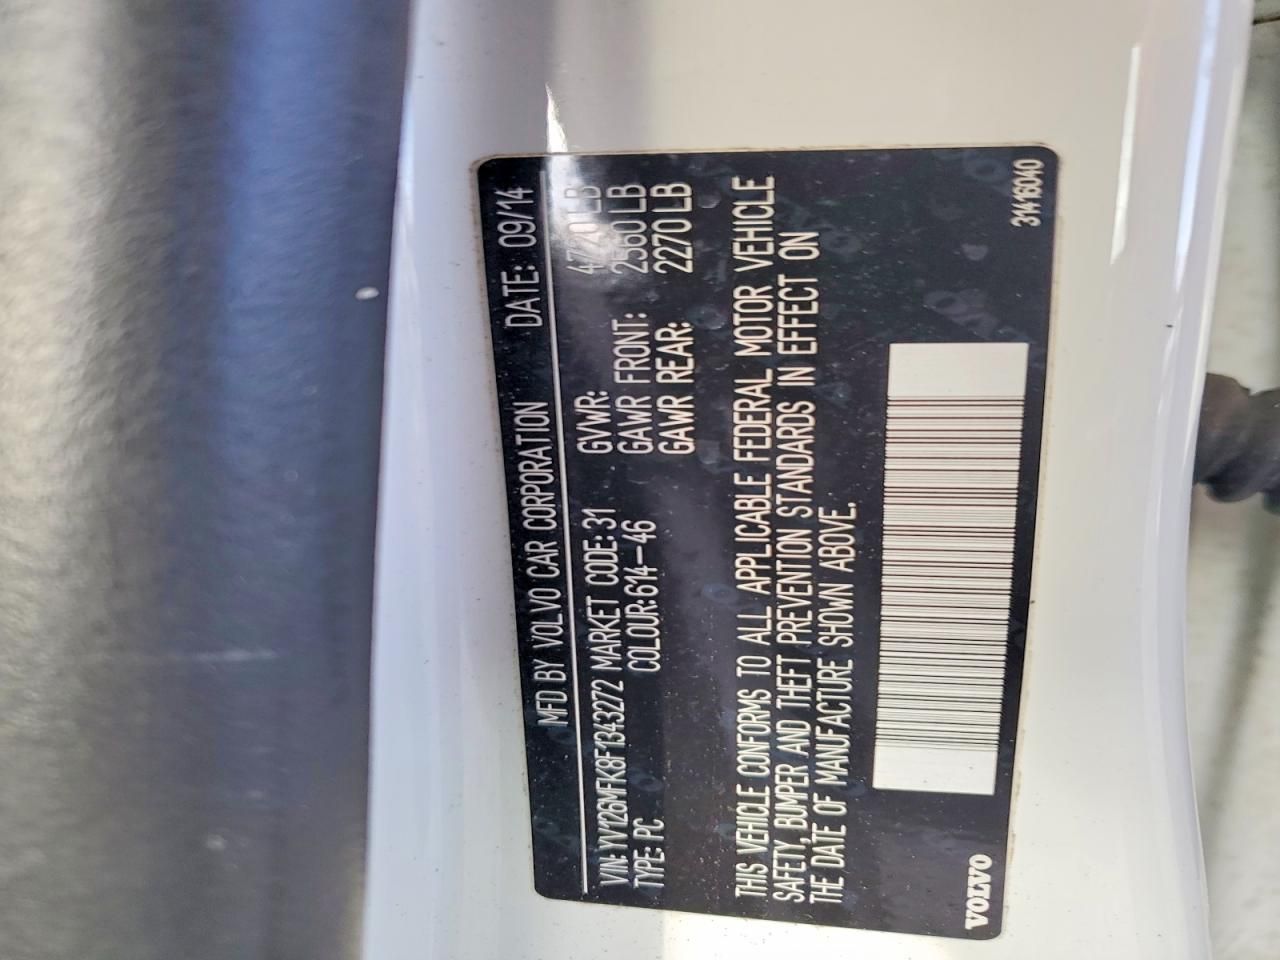 MFD BY VOLVO CAR CORPORATION DATE: 09/14
VIN: YV126MFK8F1343272 MARKET CODE: 31 GVWR: 4720 LB
TYPE: PC COLOUR: 614-46 GAWR FRONT: 2560 LB
GAWR REAR: 2270 LB
THIS VEHICLE CONFORMS TO ALL APPLICABLE FEDERAL MOTOR VEHICLE
SAFETY, BUMPER AND THEFT PREVENTION STANDARDS IN EFFECT ON
THE DATE OF MANUFACTURE SHOWN ABOVE.
VOLVO 31416040